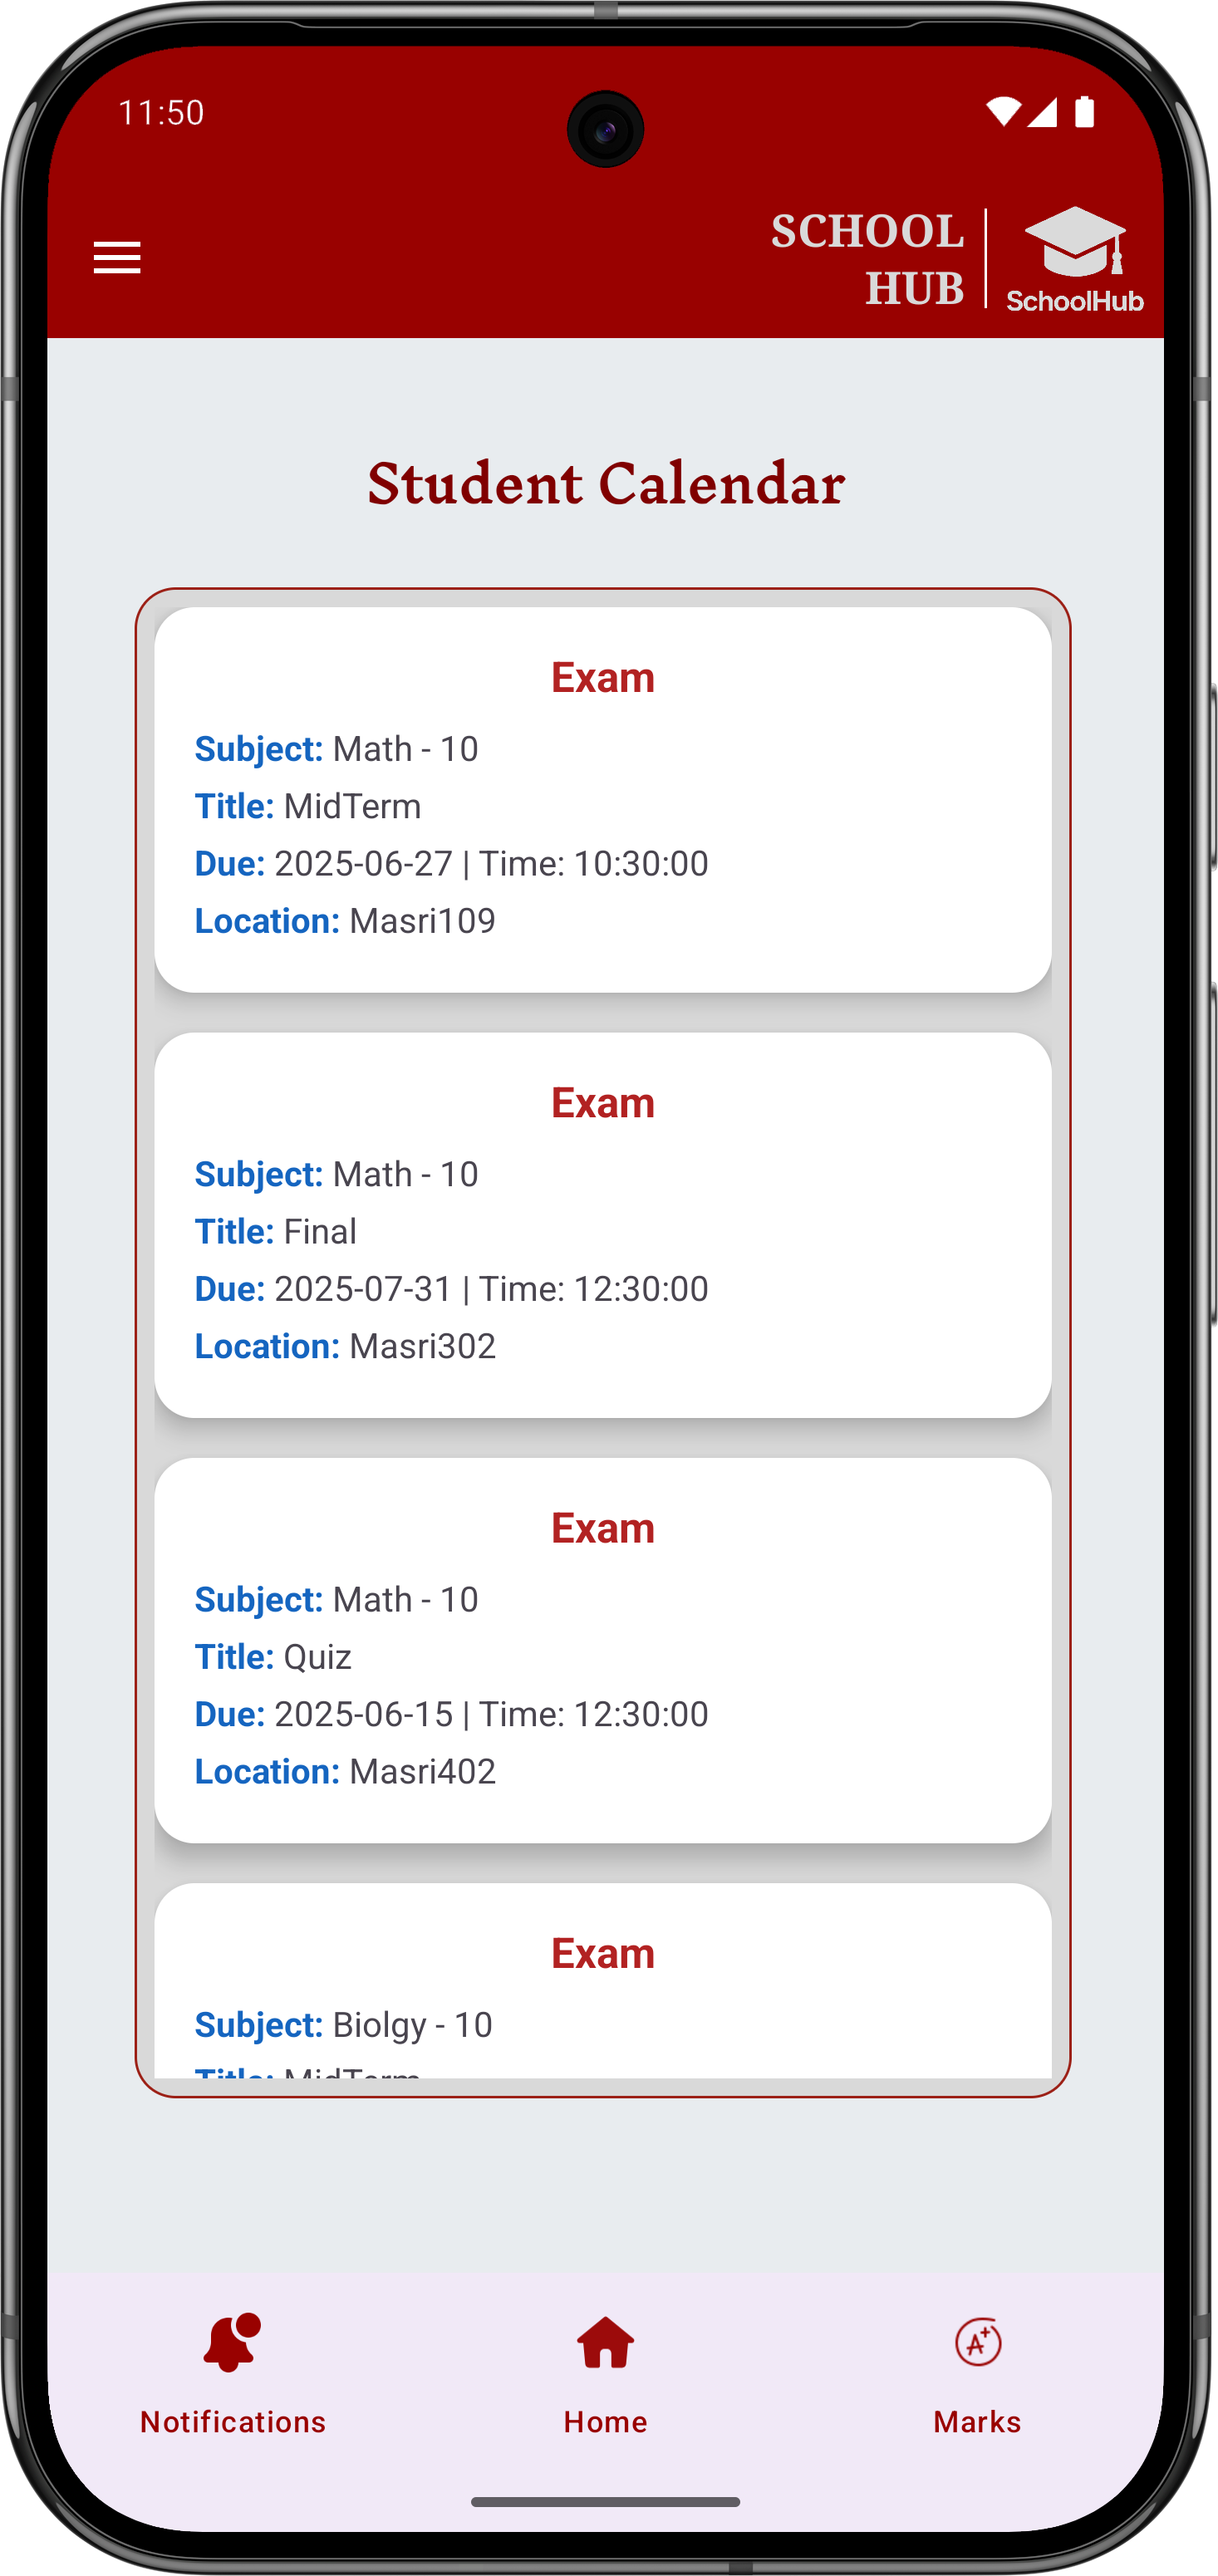 11:50
SCHOOL
HUB
SchoolHub
Student Calendar
Exam
Subject: Math - 10
Title: MidTerm
Due: 2025-06-27 | Time: 10:30:00
Location: Masri109
Exam
Subject: Math - 10
Title: Final
Due: 2025-07-31 | Time: 12:30:00
Location: Masri302
Exam
Subject: Math - 10
Title: Quiz
Due: 2025-06-15 | Time: 12:30:00
Location: Masri402
Exam
Subject: Biolgy - 10
Title: MidTerm
A+
Notifications
Home
Marks